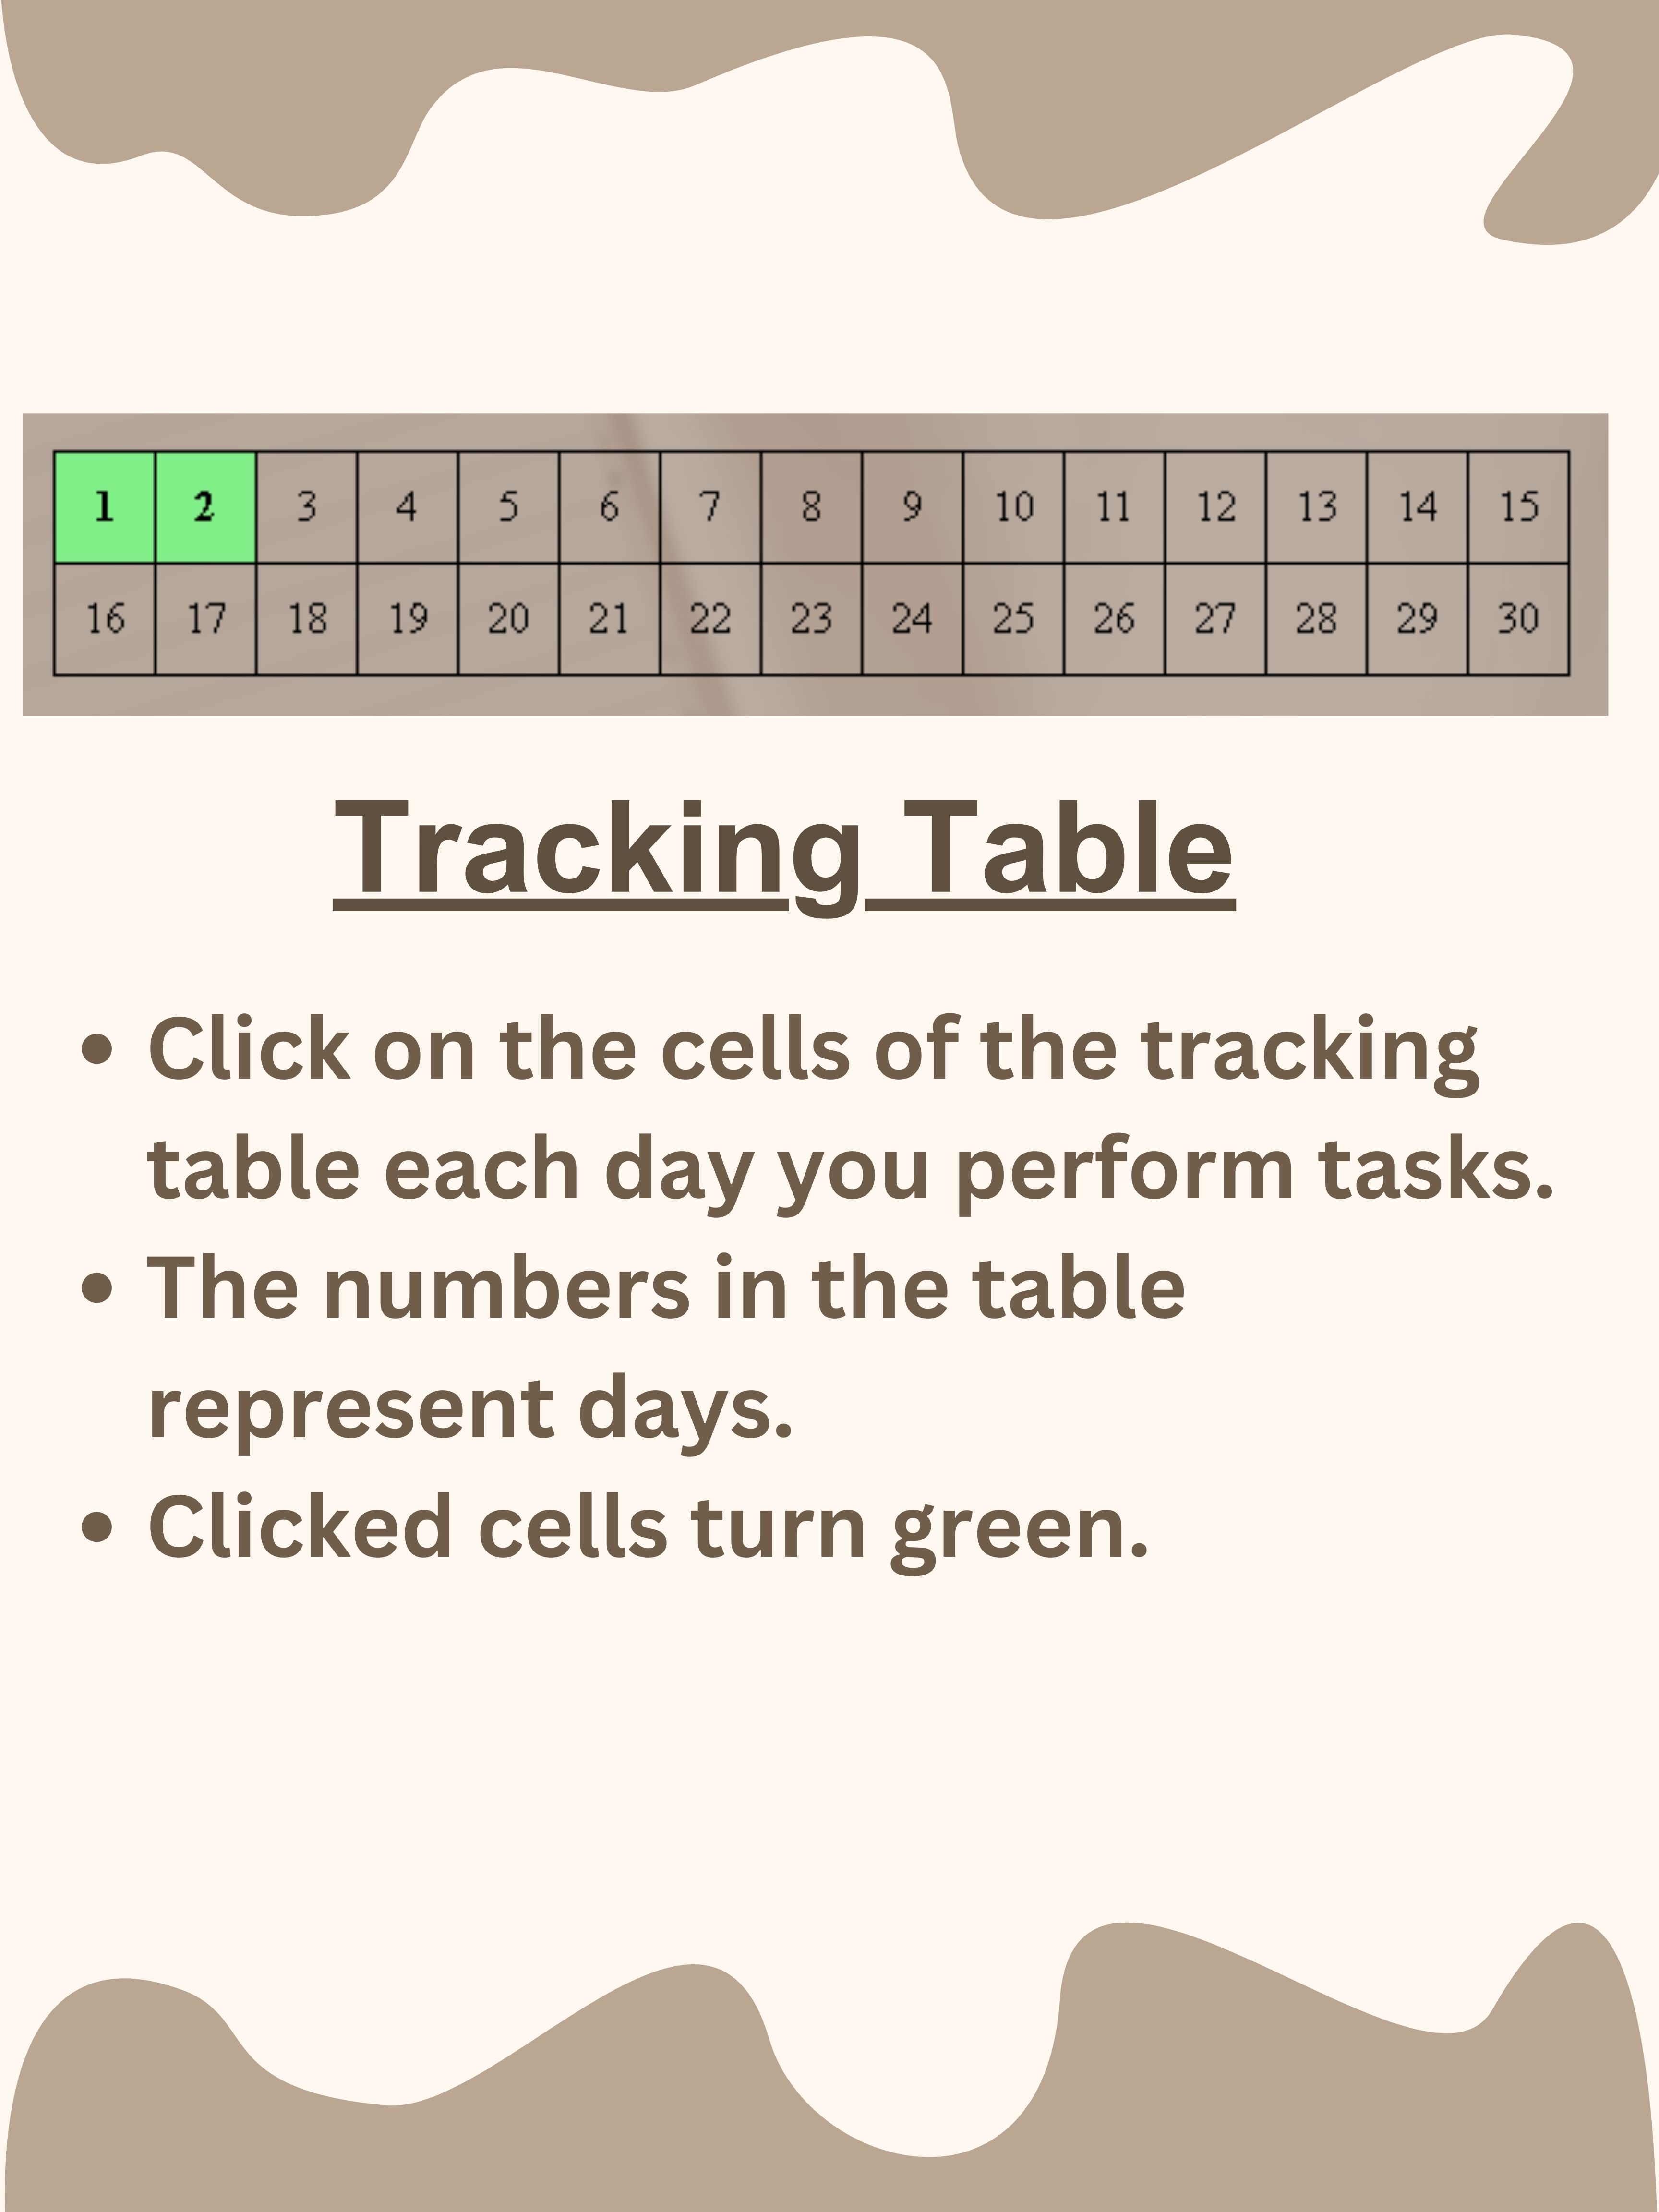 1 2 3 4 5 6 7 8 9 10 11 12 13 14 15
16 17 18 19 20 21 22 23 24 25 26 27 28 29 30
Tracking Table
• Click on the cells of the tracking
table each day you perform tasks.
• The numbers in the table
represent days.
• Clicked cells turn green.